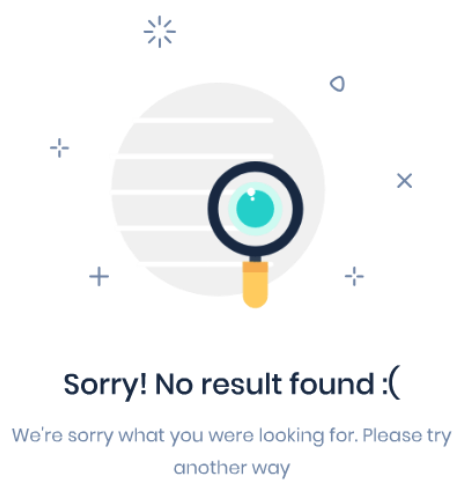 Sorry! No result found :(
We're sorry what you were looking for. Please try
another way